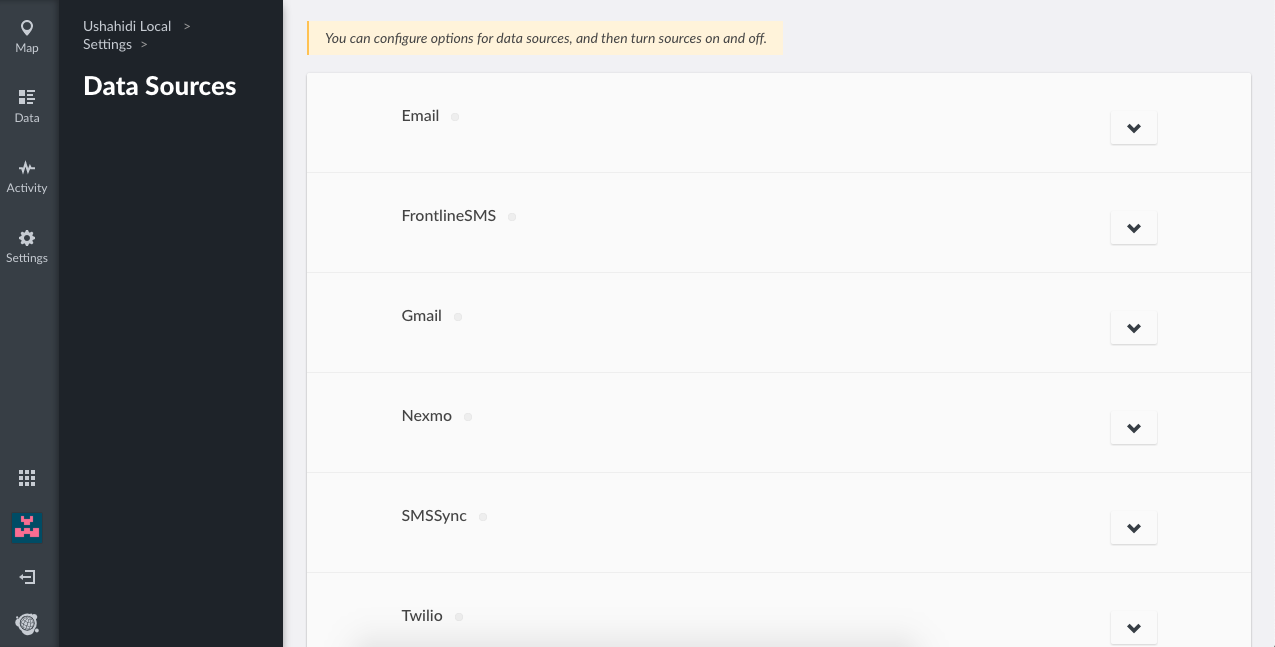 Map
Data
Activity
Settings
Ushahidi Local >
Settings >
Data Sources
You can configure options for data sources, and then turn sources on and off.
Email
FrontlineSMS
Gmail
Nexmo
SMSSync
Twilio